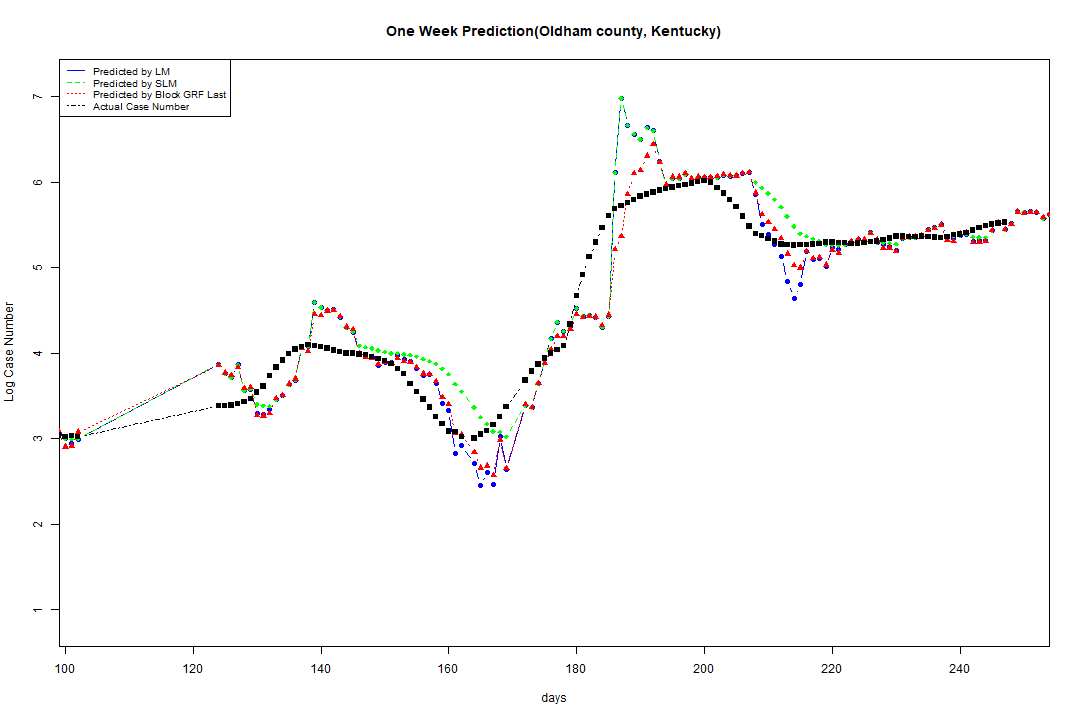 One Week Prediction(Oldham county, Kentucky)
Predicted by LM
Predicted by SLM
Predicted by Block GRF Last
Actual Case Number
7
6
5
4
3
2
1
Log Case Number
100 120 140 160 180 200 220 240
days